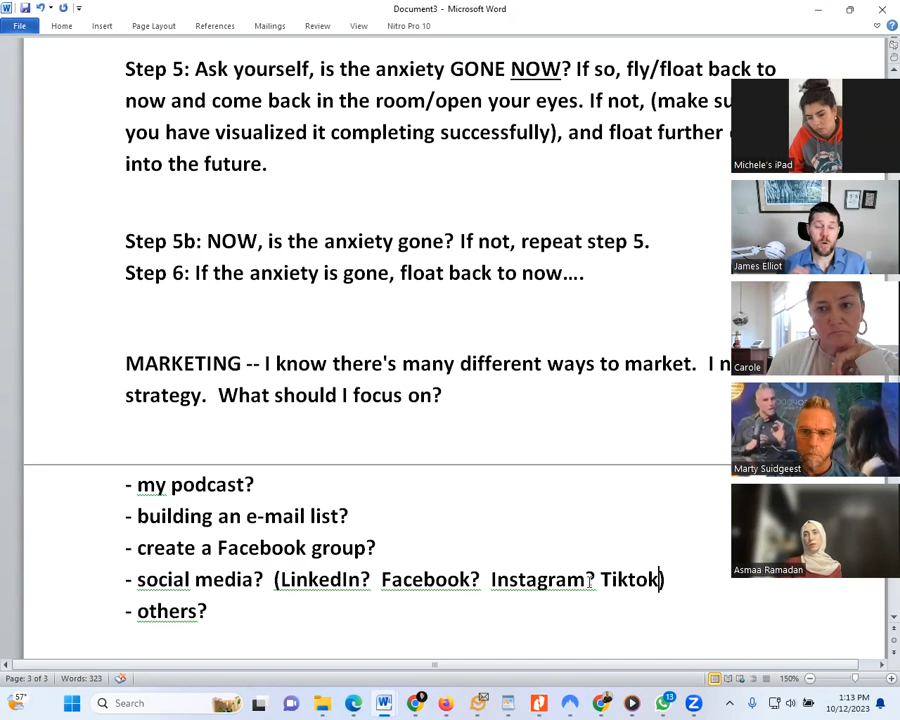 Document3 - Microsoft Word
File Home Insert Page Layout References Mailings Review View Nitro Pro 10
Step 5: Ask yourself, is the anxiety GONE NOW? If so, fly/float back to
now and come back in the room/open your eyes. If not, (make su
you have visualized it completing successfully), and float further
into the future.
Step 5b: NOW, is the anxiety gone? If not, repeat step 5.
Step 6: If the anxiety is gone, float back to now….
MARKETING -- I know there's many different ways to market. I n
strategy. What should I focus on?
- my podcast?
- building an e-mail list?
- create a Facebook group?
- social media? (LinkedIn? Facebook? Instagram? Tiktok)
- others?
Michele's iPad
James Elliot
Carole
Marty Suidgeest
Asmaa Ramadan
Page: 3 of 3 Words: 323 150%
57° Search 13 1:13 PM
10/12/2023